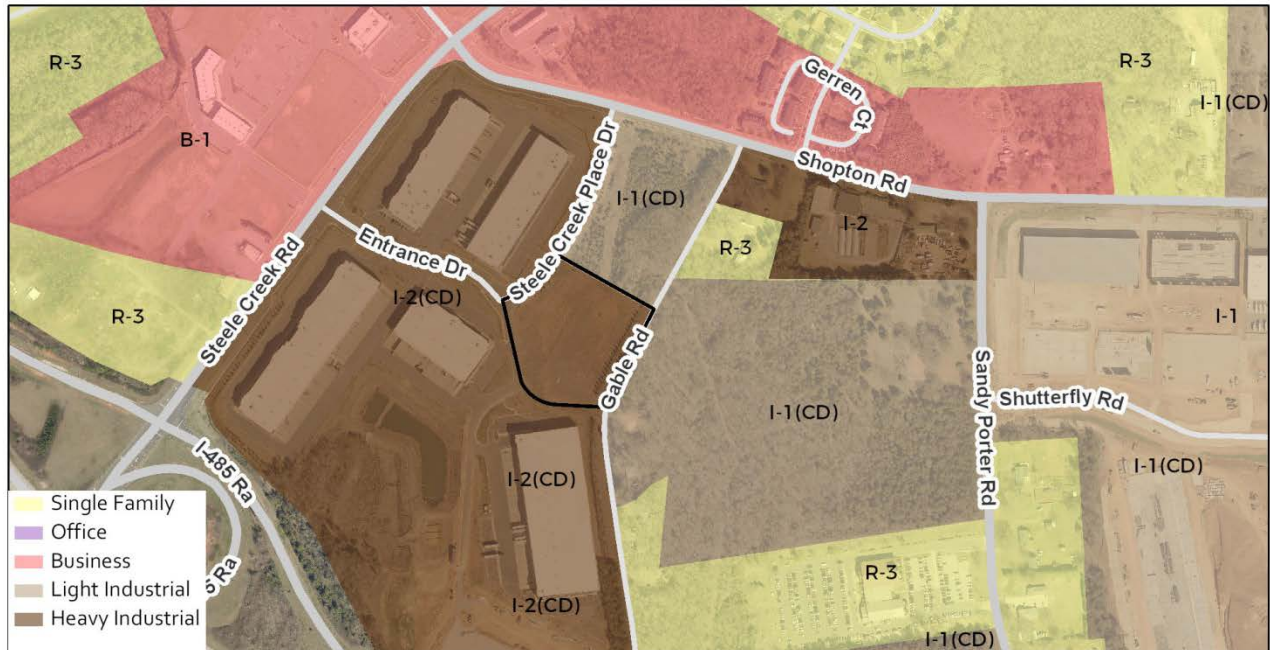 R-3
B-1
R-3
Steele Creek Rd
Entrance Dr
Steele Creek Place Dr
I-1(CD)
I-2(CD)
Gerren Ct
Shopton Rd
R-3
I-1(CD)
R-3
I-2
I-1
Gable Rd
I-1(CD)
Sandy Porter Rd
Shutterfly Rd
I-1(CD)
I-485 Ra
5 Ra
I-2(CD)
I-2(CD)
R-3
I-1(CD)
Single Family
Office
Business
Light Industrial
Heavy Industrial